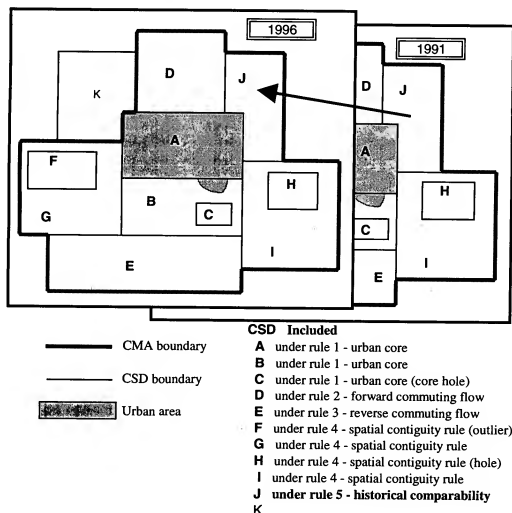 1996
1991
D
J
D
J
K
A
A
F
H
H
B
C
C
G
I
I
E
E
CMA boundary
CSD boundary
Urban area
CSD Included
A under rule 1 - urban core
B under rule 1 - urban core
C under rule 1 - urban core (core hole)
D under rule 2 - forward commuting flow
E under rule 3 - reverse commuting flow
F under rule 4 - spatial contiguity rule (outlier)
G under rule 4 - spatial contiguity rule
H under rule 4 - spatial contiguity rule (hole)
I under rule 4 - spatial contiguity rule
J under rule 5 - historical comparability
K